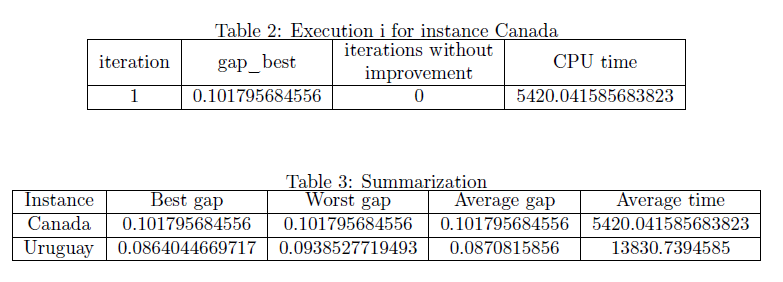 Table 2: Execution i for instance Canada
iteration gap_best iterations without improvement CPU time
1 0.101795684556 0 5420.041585683823
Table 3: Summarization
Instance Best gap Worst gap Average gap Average time
Canada 0.101795684556 0.101795684556 0.101795684556 5420.041585683823
Uruguay 0.0864044669717 0.0938527719493 0.0870815856 13830.7394585